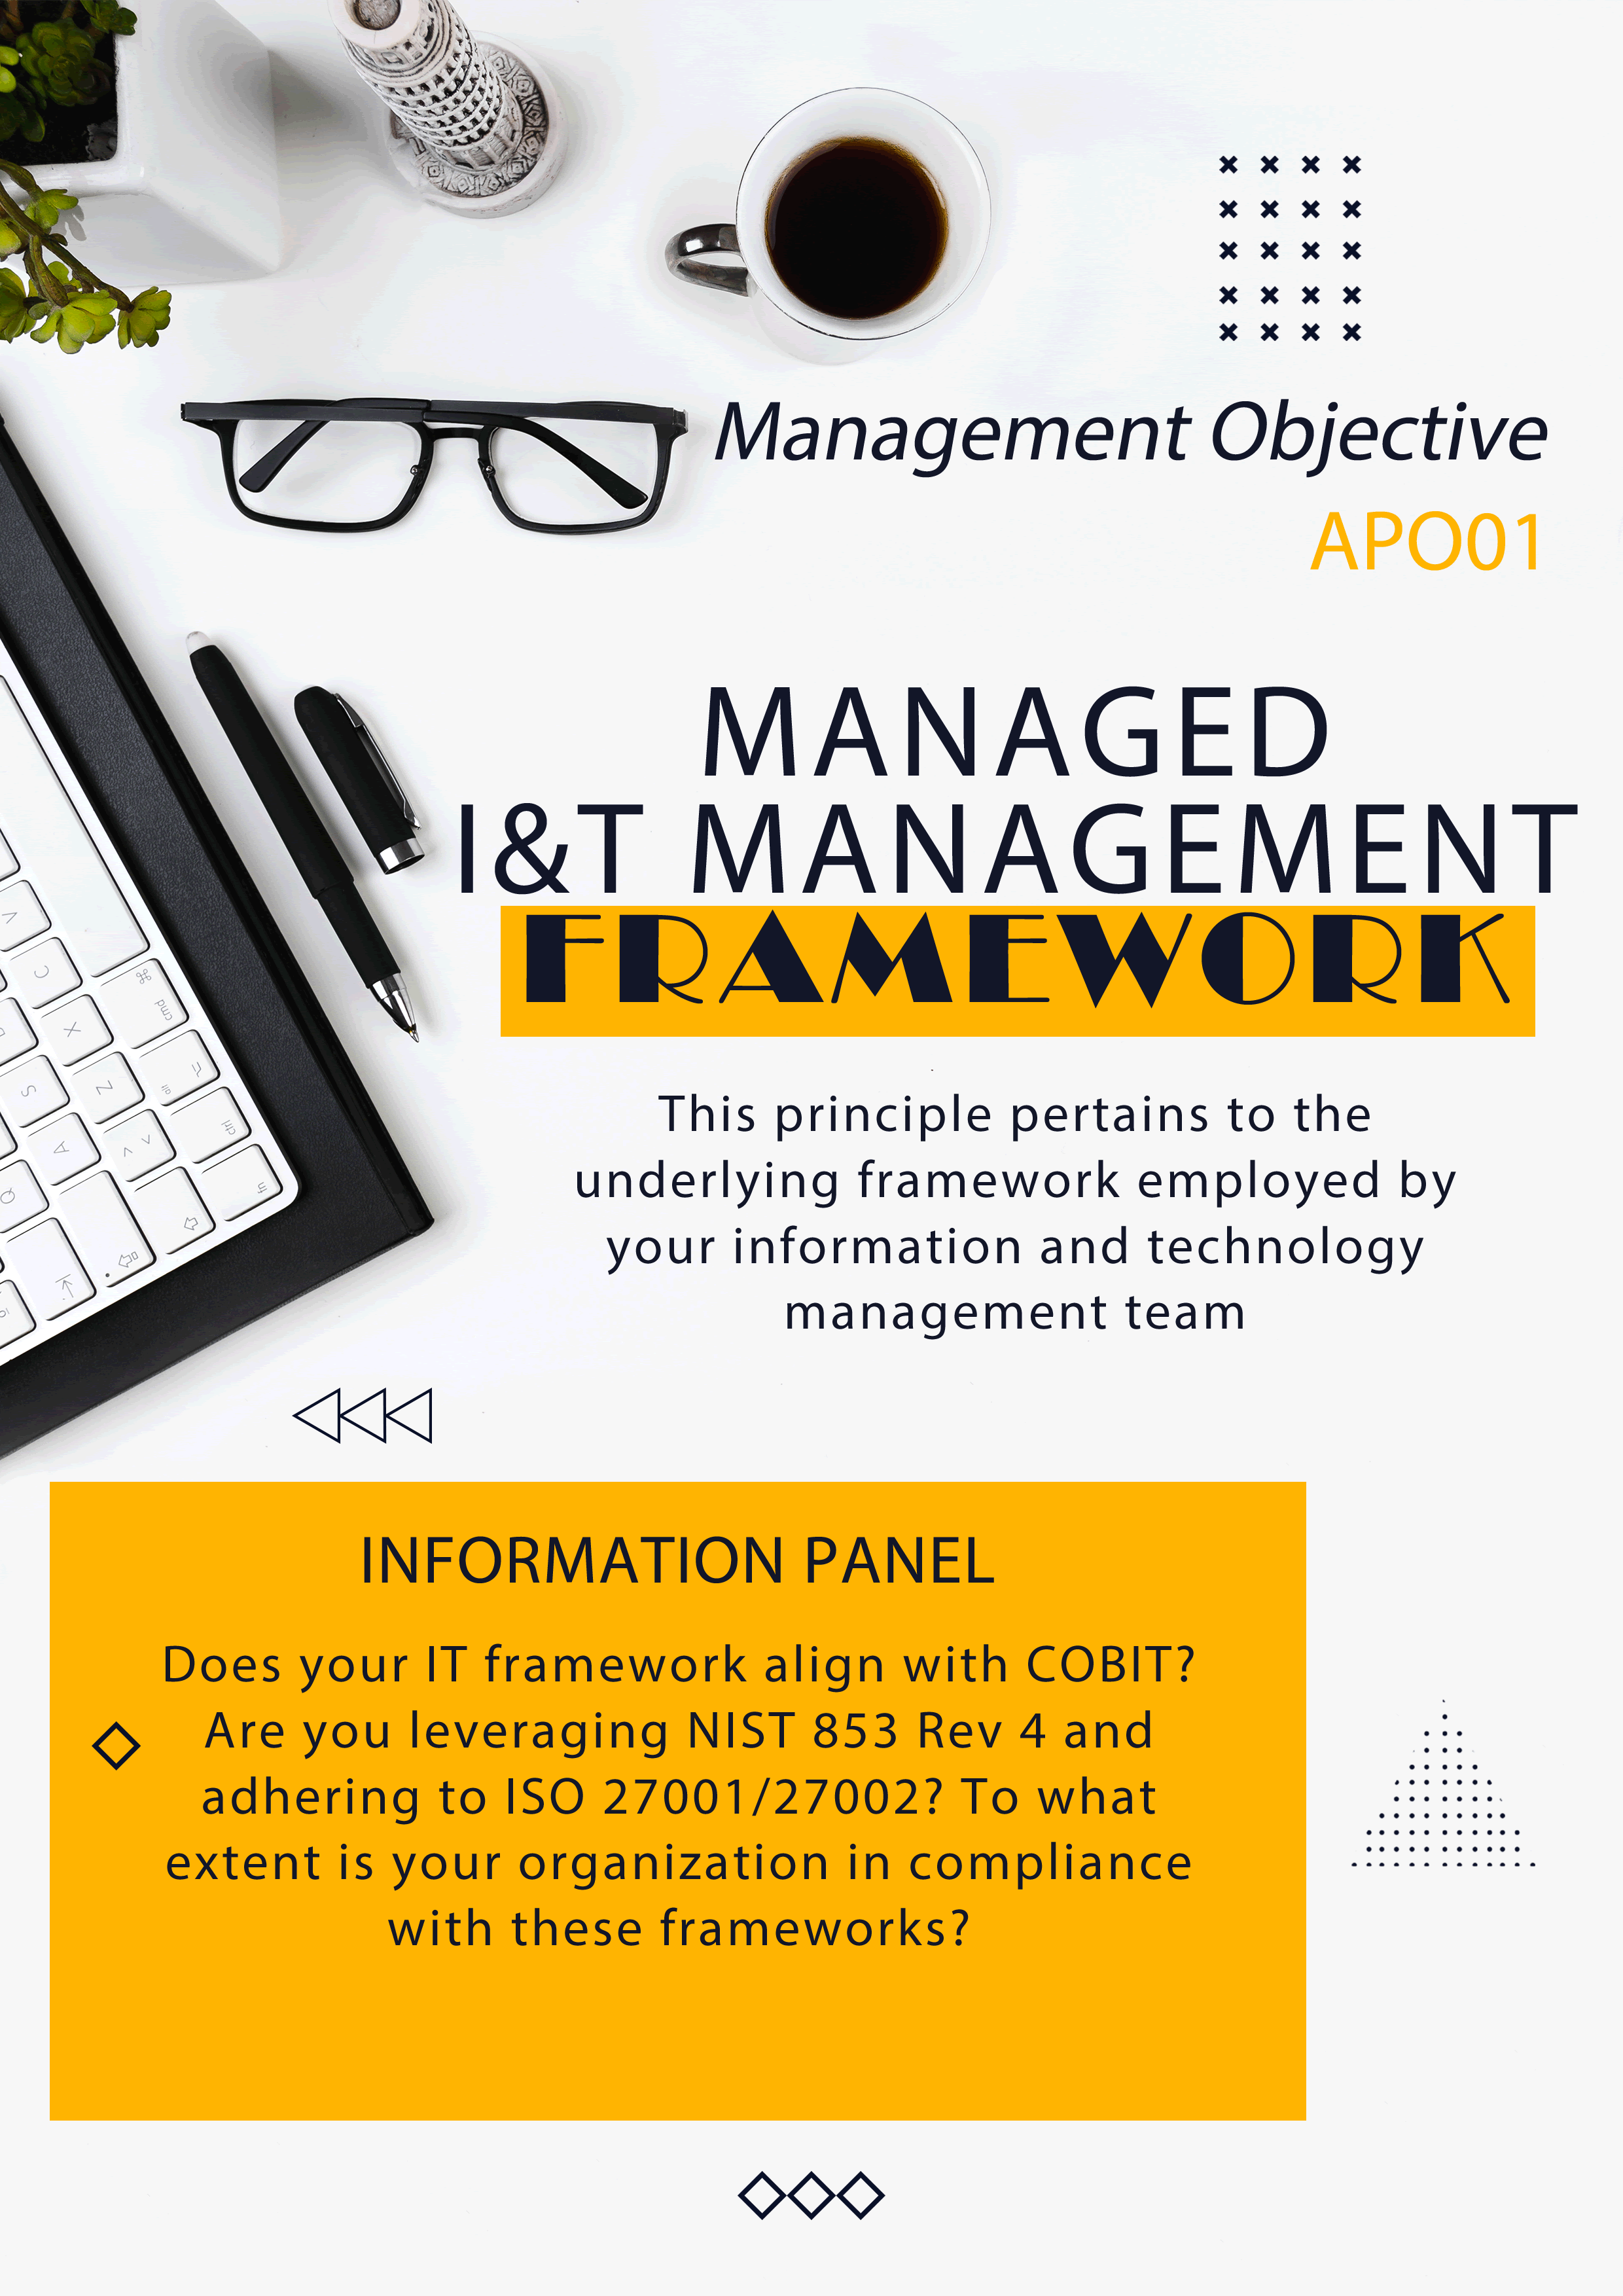 Management Objective
APO01
MANAGED
I&T MANAGEMENT
FRAMEWORK
This principle pertains to the
underlying framework employed by
your information and technology
management team
INFORMATION PANEL
Does your IT framework align with COBIT?
Are you leveraging NIST 853 Rev 4 and
adhering to ISO 27001/27002? To what
extent is your organization in compliance
with these frameworks?